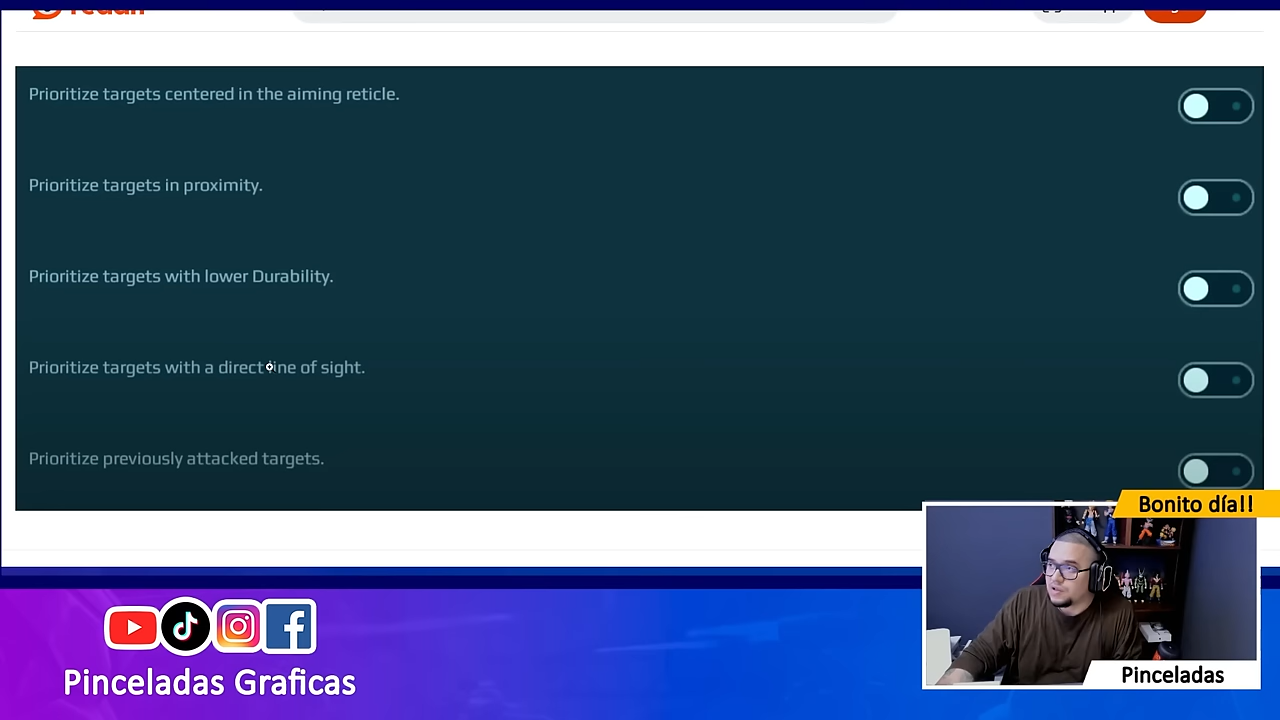 Prioritize targets centered in the aiming reticle.
Prioritize targets in proximity.
Prioritize targets with lower Durability.
Prioritize targets with a direct line of sight.
Prioritize previously attacked targets.
Bonito día!!
Pinceladas
Pinceladas Graficas